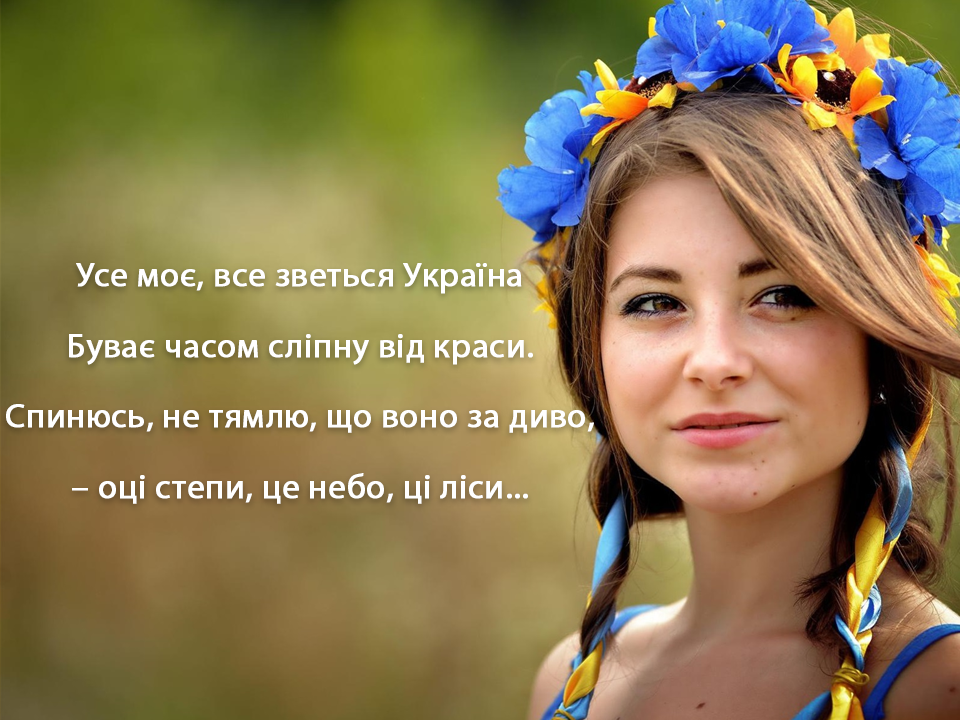 Усе моє, все зветься Україна
Буває часом сліпну від краси.
Спинюсь, не тямлю, що воно за диво,
– оці степи, це небо, ці ліси...